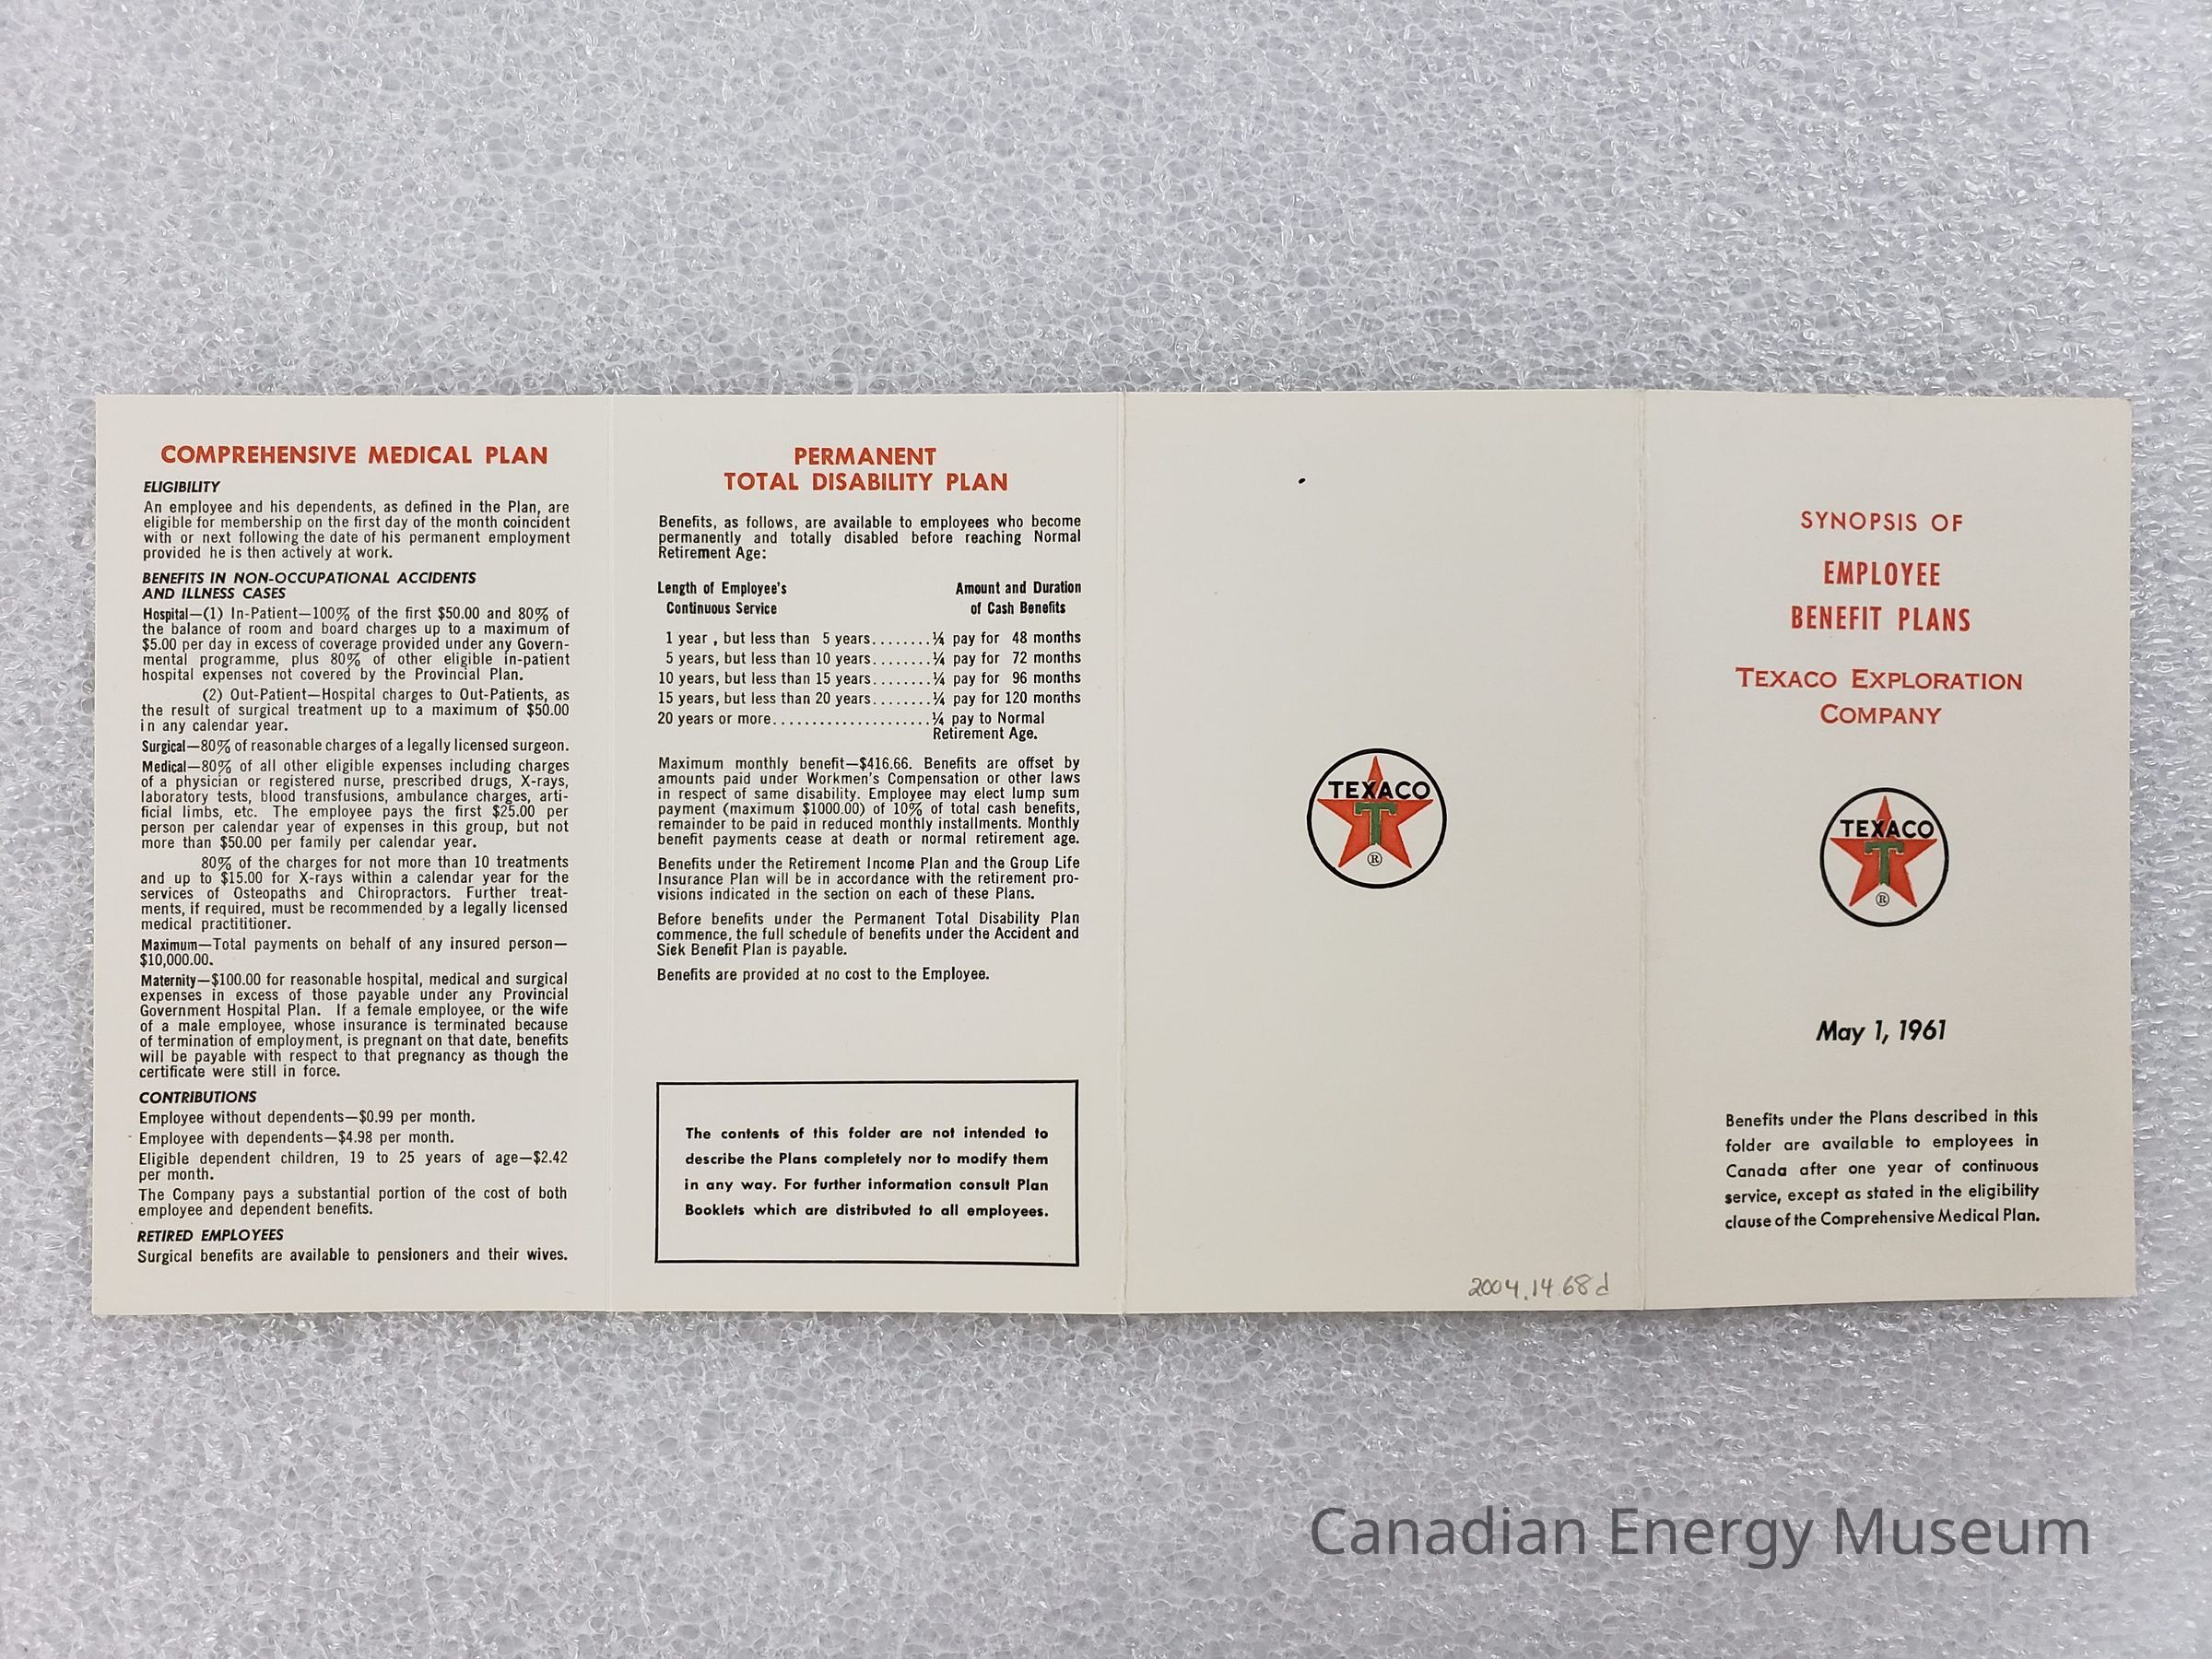 COMPREHENSIVE MEDICAL PLAN
ELIGIBILITY
An employee and his dependents, as defined in the Plan, are
eligible for membership on the first day of the month coincident
with or next following the date of his permanent employment
provided he is then actively at work.
BENEFITS IN NON-OCCUPATIONAL ACCIDENTS
AND ILLNESS CASES
Hospital—(1) In-Patient—100% of the first $50.00 and 80% of
the balance of room and board charges up to a maximum of
$5.00 per day in excess of coverage provided under any Govern-
mental programme, plus 80% of other eligible in-patient
hospital expenses not covered by the Provincial Plan.
(2) Out-Patient—Hospital charges to Out-Patients, as
the result of surgical treatment up to a maximum of $50.00
in any calendar year.
Surgical—80% of reasonable charges of a legally licensed surgeon.
Medical—80% of all other eligible expenses including charges
of a physician or registered nurse, prescribed drugs, X-rays,
laboratory tests, blood transfusions, ambulance charges, arti-
ficial limbs, etc. The employee pays the first $25.00 per
person per calendar year of expenses in this group, but not
more than $50.00 per family per calendar year.
80% of the charges for not more than 10 treatments
and up to $15.00 for X-rays within a calendar year for the
services of Osteopaths and Chiropractors. Further treat-
ments, if required, must be recommended by a legally licensed
medical practititioner.
Maximum—Total payments on behalf of any insured person—
$10,000.00.
Maternity—$100.00 for reasonable hospital, medical and surgical
expenses in excess of those payable under any Provincial
Government Hospital Plan. If a female employee, or the wife
of a male employee, whose insurance is terminated because
of termination of employment, is pregnant on that date, benefits
will be payable with respect to that pregnancy as though the
certificate were still in force.
CONTRIBUTIONS
Employee without dependents—$0.99 per month.
Employee with dependents—$4.98 per month.
Eligible dependent children, 19 to 25 years of age—$2.42
per month.
The Company pays a substantial portion of the cost of both
employee and dependent benefits.
RETIRED EMPLOYEES
Surgical benefits are available to pensioners and their wives.
PERMANENT
TOTAL DISABILITY PLAN
Benefits, as follows, are available to employees who become
permanently and totally disabled before reaching Normal
Retirement Age:
Length of Employee's Amount and Duration
Continuous Service of Cash Benefits
1 year , but less than 5 years........¼ pay for 48 months
5 years, but less than 10 years........¼ pay for 72 months
10 years, but less than 15 years........¼ pay for 96 months
15 years, but less than 20 years........¼ pay for 120 months
20 years or more......................¼ pay to Normal
Retirement Age.
Maximum monthly benefit—$416.66. Benefits are offset by
amounts paid under Workmen's Compensation or other laws
in respect of same disability. Employee may elect lump sum
payment (maximum $1000.00) of 10% of total cash benefits,
remainder to be paid in reduced monthly installments. Monthly
benefit payments cease at death or normal retirement age.
Benefits under the Retirement Income Plan and the Group Life
Insurance Plan will be in accordance with the retirement pro-
visions indicated in the section on each of these Plans.
Before benefits under the Permanent Total Disability Plan
commence, the full schedule of benefits under the Accident and
Sick Benefit Plan is payable.
Benefits are provided at no cost to the Employee.
The contents of this folder are not intended to
describe the Plans completely nor to modify them
in any way. For further information consult Plan
Booklets which are distributed to all employees.
TEXACO
T
®
2004.14.68d
SYNOPSIS OF
EMPLOYEE
BENEFIT PLANS
TEXACO EXPLORATION
COMPANY
TEXACO
T
®
May 1, 1961
Benefits under the Plans described in this
folder are available to employees in
Canada after one year of continuous
service, except as stated in the eligibility
clause of the Comprehensive Medical Plan.
Canadian Energy Museum